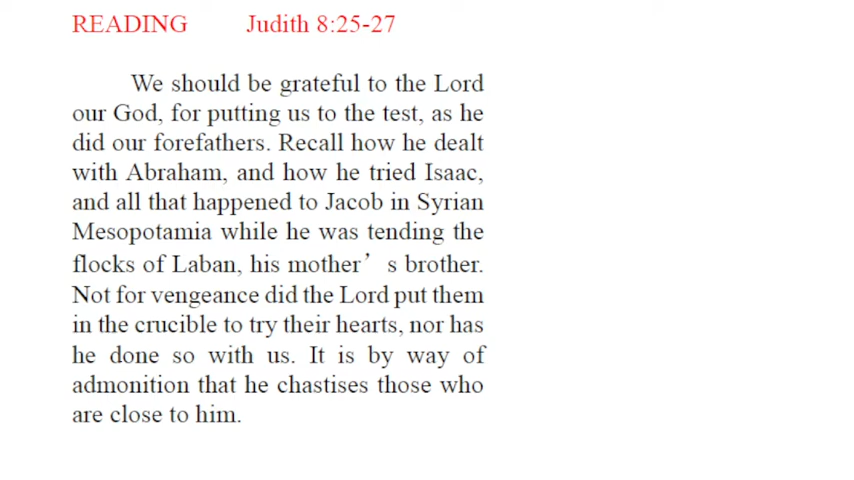 READING Judith 8:25-27
We should be grateful to the Lord
our God, for putting us to the test, as he
did our forefathers. Recall how he dealt
with Abraham, and how he tried Isaac,
and all that happened to Jacob in Syrian
Mesopotamia while he was tending the
flocks of Laban, his mother’s brother.
Not for vengeance did the Lord put them
in the crucible to try their hearts, nor has
he done so with us. It is by way of
admonition that he chastises those who
are close to him.